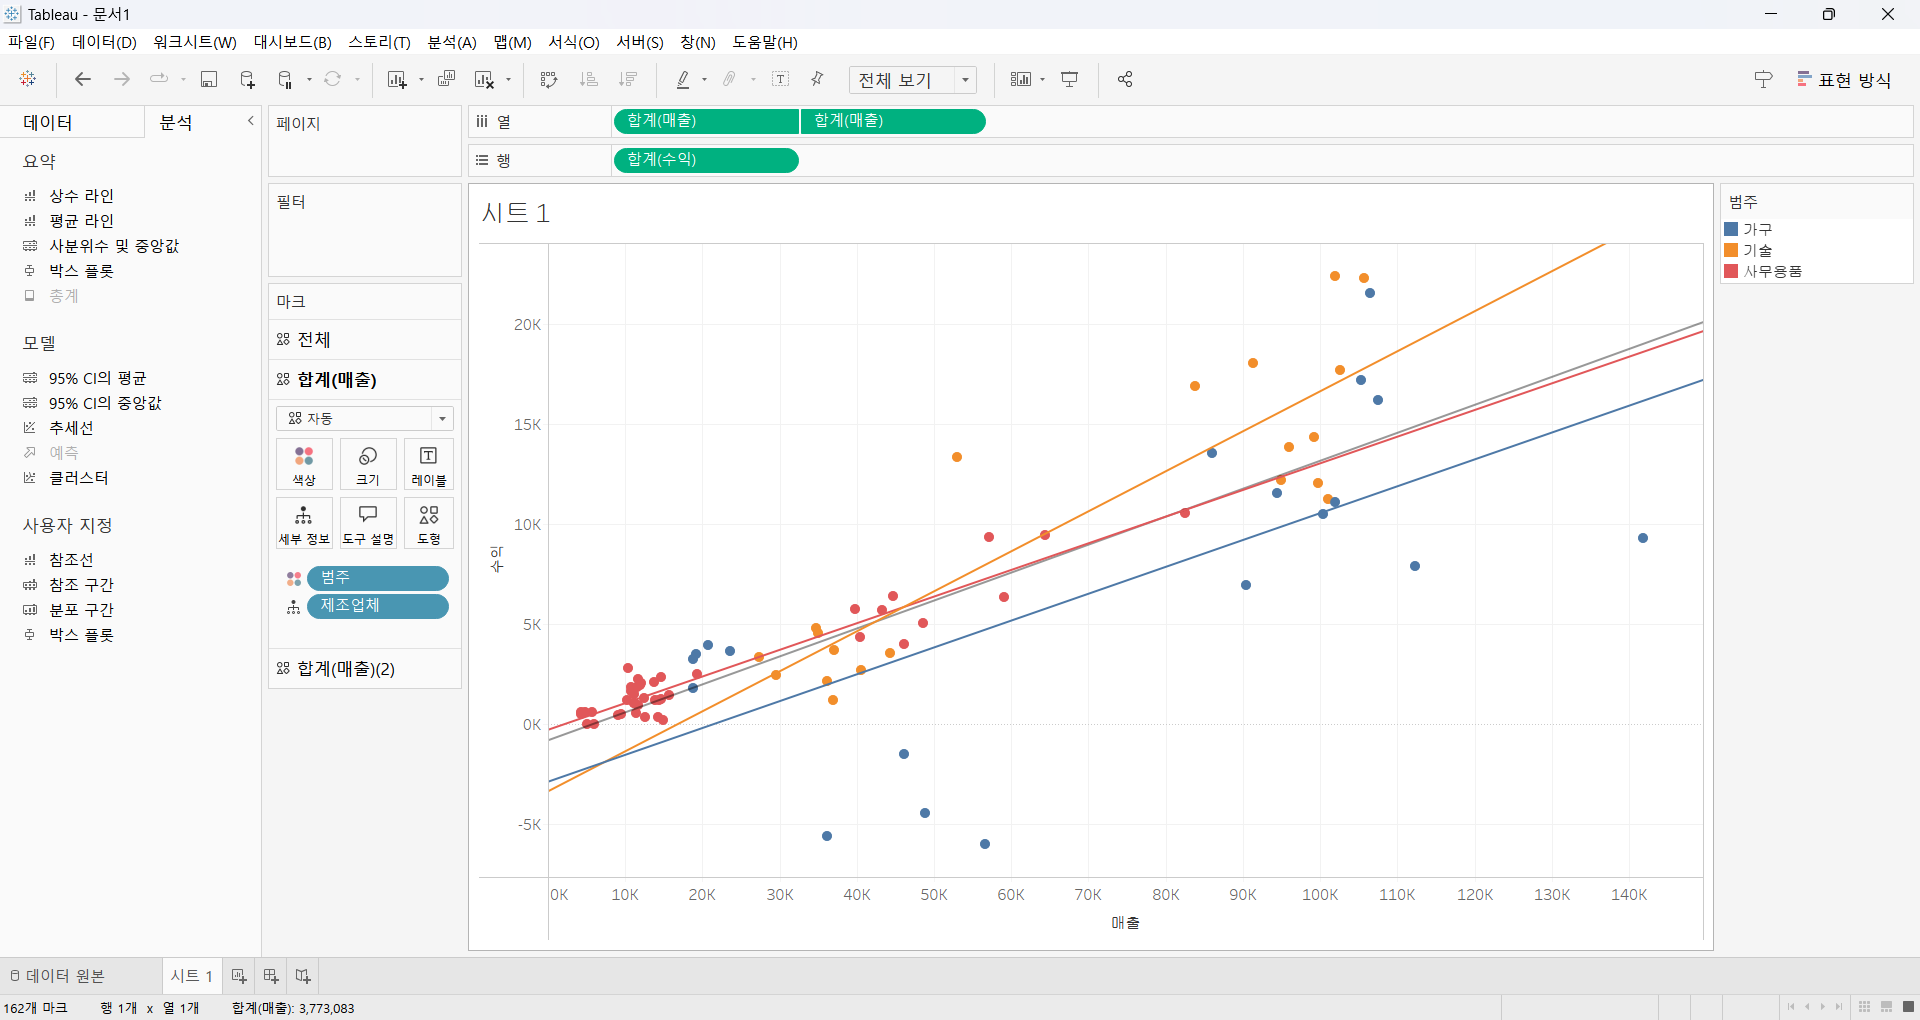 Tableau - 문서1
파일(F) 데이터(D) 워크시트(W) 대시보드(B) 스토리(T) 분석(A) 맵(M) 서식(O) 서버(S) 창(N) 도움말(H)
전체 보기
표현 방식
데이터 분석
요약
상수 라인
평균 라인
사분위수 및 중앙값
박스 플롯
총계
모델
95% CI의 평균
95% CI의 중앙값
추세선
예측
클러스터
사용자 지정
참조선
참조 구간
분포 구간
박스 플롯
페이지
필터
마크
전체
합계(매출)
자동
색상 크기 레이블
세부 정보 도구 설명 도형
범주
제조업체
합계(매출)(2)
열 합계(매출) 합계(매출)
행 합계(수익)
시트 1
20K
15K
10K
5K
0K
-5K
수익
0K 10K 20K 30K 40K 50K 60K 70K 80K 90K 100K 110K 120K 130K 140K
매출
범주
가구
기술
사무용품
데이터 원본 시트 1
162개 마크 행 1개 x 열 1개 합계(매출): 3,773,083